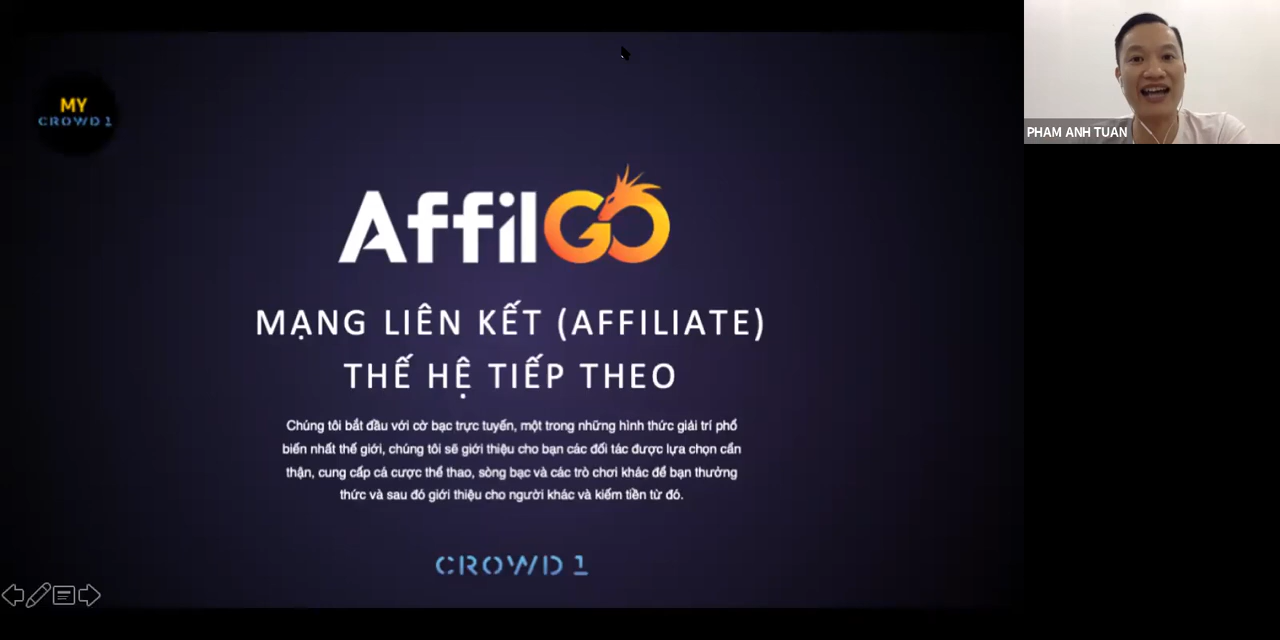 MY
CROWD1
PHAM ANH TUAN
AffilGO
MẠNG LIÊN KẾT (AFFILIATE)
THẾ HỆ TIẾP THEO
Chúng tôi bắt đầu với cờ bạc trực tuyến, một trong những hình thức giải trí phổ
biến nhất thế giới, chúng tôi sẽ giới thiệu cho bạn các đối tác được lựa chọn cẩn
thận, cung cấp cá cược thể thao, sòng bạc và các trò chơi khác để bạn thưởng
thức và sau đó giới thiệu cho người khác và kiếm tiền từ đó.
CROWD1